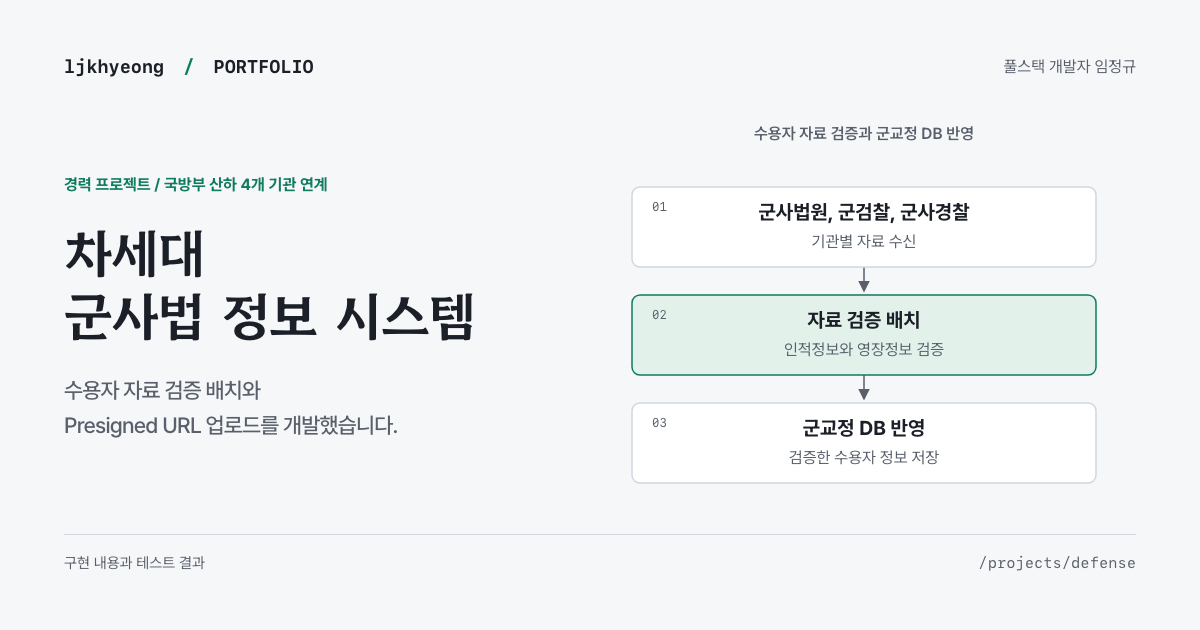 ljkhyeong / PORTFOLIO
풀스택 개발자 임정규
경력 프로젝트 / 국방부 산하 4개 기관 연계
차세대
군사법 정보 시스템
수용자 자료 검증 배치와
Presigned URL 업로드를 개발했습니다.
수용자 자료 검증과 군교정 DB 반영
01
군사법원, 군검찰, 군사경찰
기관별 자료 수신
02
자료 검증 배치
인적정보와 영장정보 검증
03
군교정 DB 반영
검증한 수용자 정보 저장
구현 내용과 테스트 결과
/projects/defense